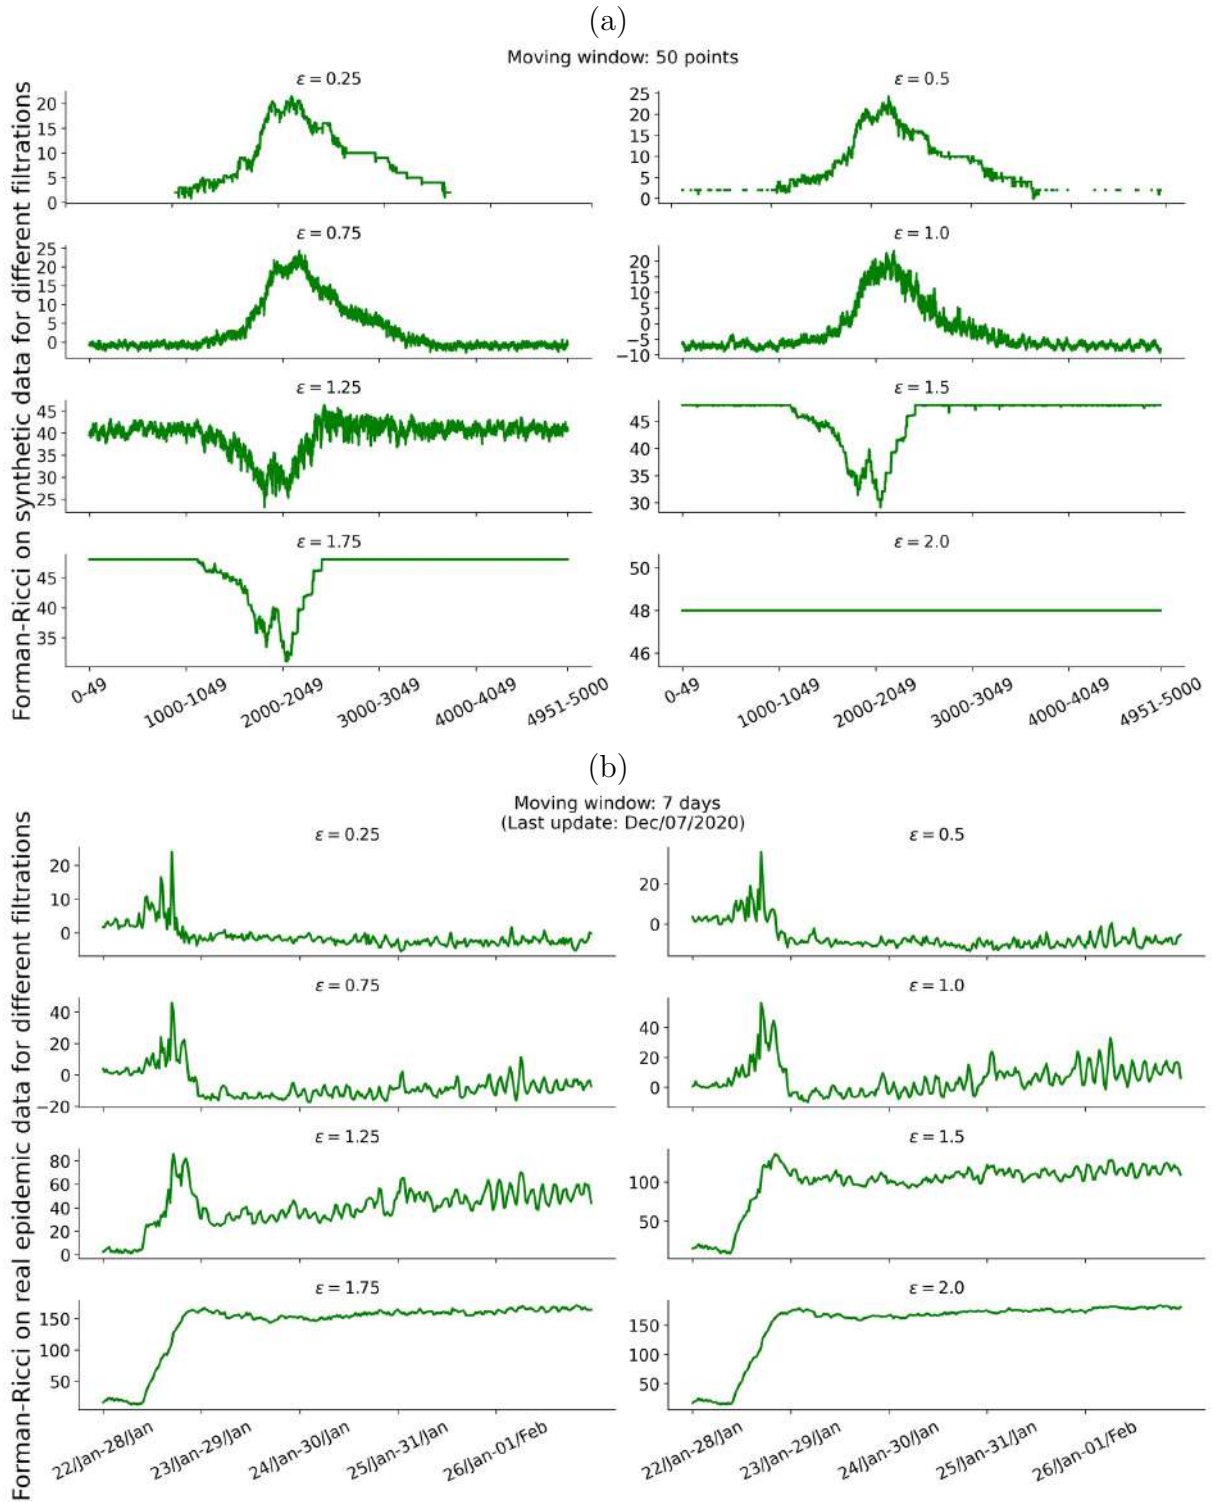 (a)
Moving window: 50 points
Forman-Ricci on synthetic data for different filtrations
ε = 0.25
20
15
10
5
0
ε = 0.5
25
20
15
10
5
0
ε = 0.75
25
20
15
10
5
0
ε = 1.0
20
15
10
5
0
−5
−10
ε = 1.25
45
40
35
30
25
ε = 1.5
45
40
35
30
ε = 1.75
45
40
35
ε = 2.0
50
48
46
0-49
1000-1049
2000-2049
3000-3049
4000-4049
4951-5000
0-49
1000-1049
2000-2049
3000-3049
4000-4049
4951-5000
(b)
Moving window: 7 days
(Last update: Dec/07/2020)
Forman-Ricci on real epidemic data for different filtrations
ε = 0.25
20
10
0
ε = 0.5
20
0
ε = 0.75
40
20
0
−20
ε = 1.0
40
20
0
ε = 1.25
80
60
40
20
0
ε = 1.5
100
50
ε = 1.75
150
100
50
ε = 2.0
150
100
50
22/Jan-28/Jan
23/Jan-29/Jan
24/Jan-30/Jan
25/Jan-31/Jan
26/Jan-01/Feb
22/Jan-28/Jan
23/Jan-29/Jan
24/Jan-30/Jan
25/Jan-31/Jan
26/Jan-01/Feb